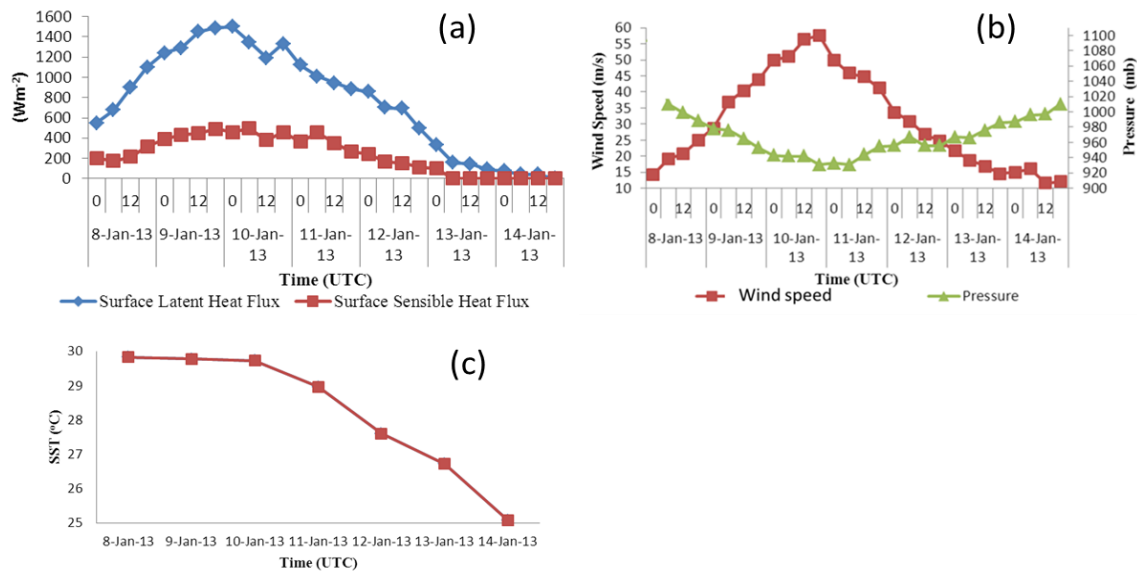 (a)
1600
1400
1200
1000
800
600
400
200
0
(Wm-2)
0 12 0 12 0 12 0 12 0 12 0 12 0 12
8-Jan-13 9-Jan-13 10-Jan-13 11-Jan-13 12-Jan-13 13-Jan-13 14-Jan-13
Time (UTC)
Surface Latent Heat Flux Surface Sensible Heat Flux
(b)
60
55
50
45
40
35
30
25
20
15
10
Wind Speed (m/s)
1100
1080
1060
1040
1020
1000
980
960
940
920
900
Pressure (mb)
0 12 0 12 0 12 0 12 0 12 0 12 0 12
8-Jan-13 9-Jan-13 10-Jan-13 11-Jan-13 12-Jan-13 13-Jan-13 14-Jan-13
Time (UTC)
Wind speed Pressure
(c)
30
29
28
27
26
25
SST (oC)
8-Jan-13 9-Jan-13 10-Jan-13 11-Jan-13 12-Jan-13 13-Jan-13 14-Jan-13
Time (UTC)